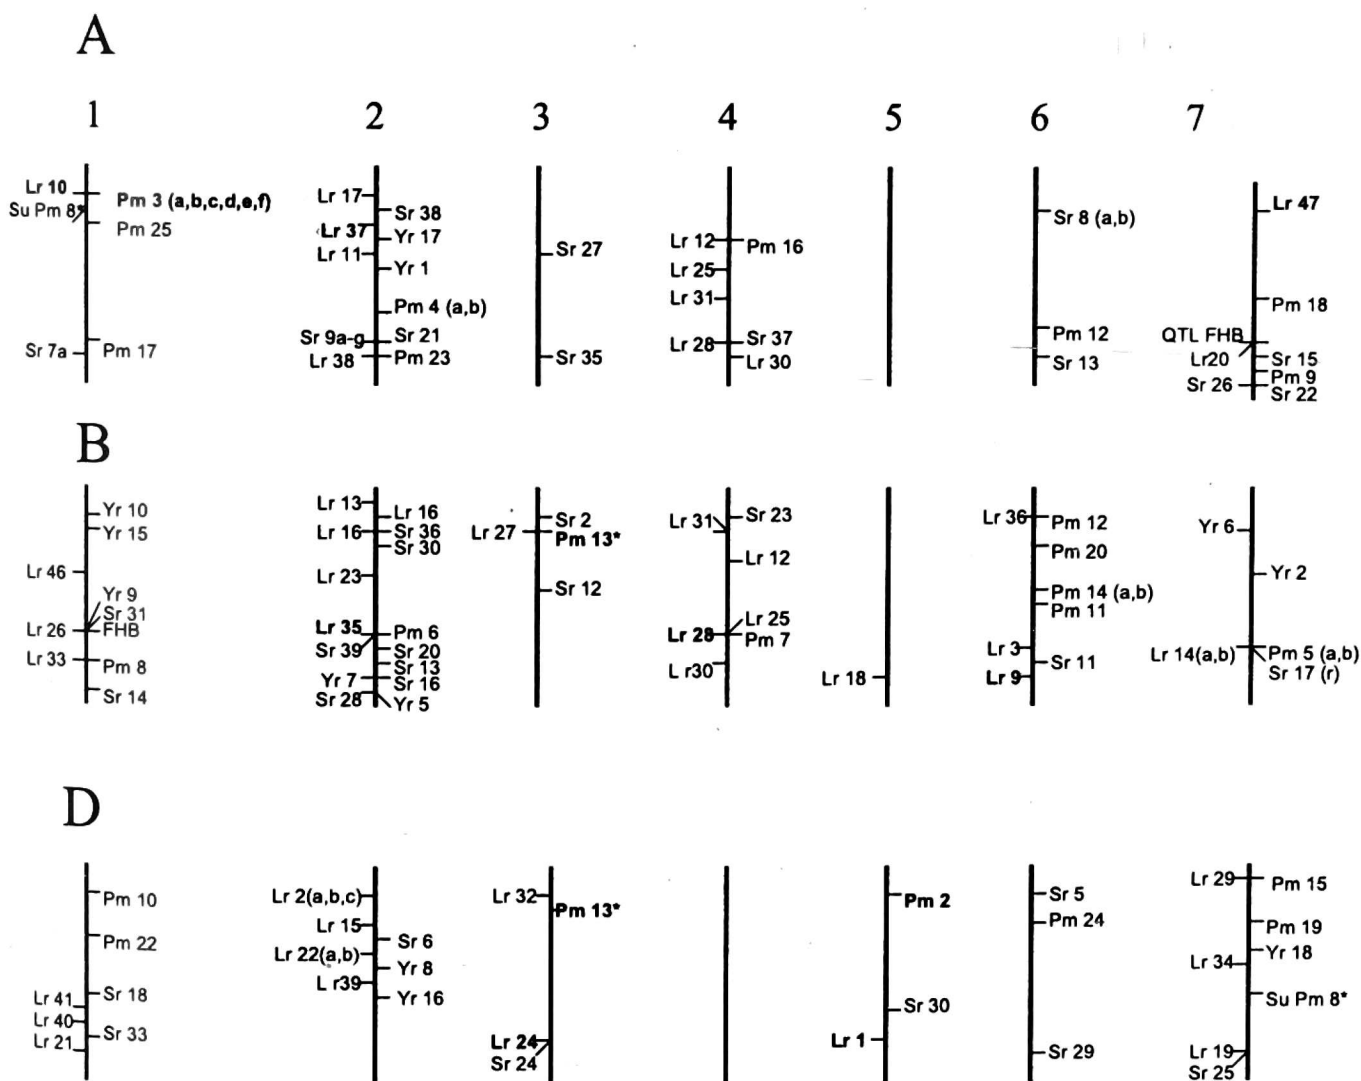 A
1 2 3 4 5 6 7
Lr 10
Su Pm 8*
Sr 7a
Pm 3 (a,b,c,d,e,f)
Pm 25
Pm 17
Lr 17
Lr 37
Lr 11
Sr 9a-g
Lr 38
Sr 38
Yr 17
Yr 1
Pm 4 (a,b)
Sr 21
Pm 23
Sr 27
Sr 35
Lr 12
Lr 25
Lr 31
Lr 28
Pm 16
Sr 37
Lr 30
Sr 8 (a,b)
Pm 12
Sr 13
QTL FHB
Lr20
Sr 26
Lr 47
Pm 18
Sr 15
Pm 9
Sr 22
B
Lr 46
Lr 26
Lr 33
Yr 10
Yr 15
Yr 9
Sr 31
FHB
Pm 8
Sr 14
Lr 13
Lr 16
Lr 23
Lr 35
Sr 39
Yr 7
Sr 28
Lr 16
Sr 36
Sr 30
Pm 6
Sr 20
Sr 13
Sr 16
Yr 5
Lr 27
Sr 2
Pm 13*
Sr 12
Lr 31
Lr 28
L r30
Sr 23
Lr 12
Lr 25
Pm 7
Lr 18
Lr 36
Lr 3
Lr 9
Pm 12
Pm 20
Pm 14 (a,b)
Pm 11
Sr 11
Yr 6
Lr 14(a,b)
Yr 2
Pm 5 (a,b)
Sr 17 (r)
D
Lr 41
Lr 40
Lr 21
Pm 10
Pm 22
Sr 18
Sr 33
Lr 2(a,b,c)
Lr 15
Lr 22(a,b)
L r39
Sr 6
Yr 8
Yr 16
Lr 32
Lr 24
Sr 24
Pm 13*
Lr 1
Pm 2
Sr 30
Sr 5
Pm 24
Sr 29
Lr 29
Lr 34
Lr 19
Sr 25
Pm 15
Pm 19
Yr 18
Su Pm 8*